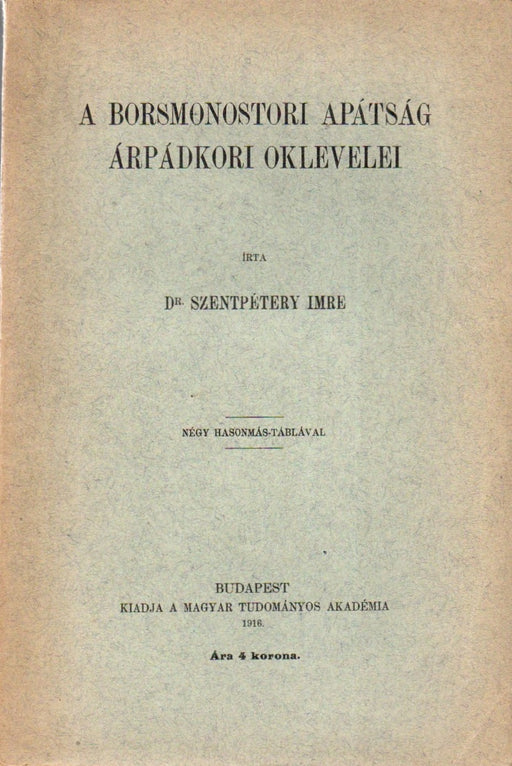 A BORSMONOSTORI APÁTSÁG
ÁRPÁDKORI OKLEVELEI
ÍRTA
DR. SZENTPÉTERY IMRE
NÉGY HASONMÁS-TÁBLÁVAL
BUDAPEST
KIADJA A MAGYAR TUDOMÁNYOS AKADÉMIA
1916.
Ára 4 korona.